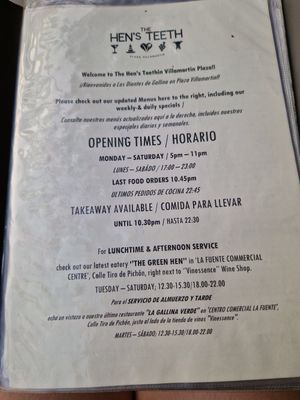 THE
HEN'S TEETH
PLAZA VILLAMARTIN
Welcome to The Hen's Teethin Villamartin Plaza!!
¡¡Bienvenidos a Los Dientes de Gallina en Plaza Villamartin!!
Please check out our updated Menus here to the right, including our
weekly & daily specials /
Consulte nuestros menús actualizados aquí a la derecha, incluidos nuestros
especiales diarios y semanales.
OPENING TIMES / HORARIO
MONDAY – SATURDAY / 5pm – 11pm
LUNES – SABÁDO / 17:00 – 23:00
LAST FOOD ORDERS 10.45pm
ÚLTIMOS PEDIDOS DE COCINA 22:45
TAKEAWAY AVAILABLE / COMIDA PARA LLEVAR
UNTIL 10.30pm / HASTA 22:30
For LUNCHTIME & AFTERNOON SERVICE
check out our latest eatery "THE GREEN HEN" in 'LA FUENTE COMMERCIAL
CENTRE', Calle Tiro de Pichón, right next to "Vinessence" Wine Shop.
TUESDAY – SATURDAY; 12.30-15.30/18.00-22.00
Para el SERVICIO DE ALMUERZO Y TARDE
echa un vistazo a nuestro último restaurante "LA GALLINA VERDE" en 'CENTRO COMERCIAL LA FUENTE',
Calle Tiro de Pichón, justo al lado de la tienda de vinos "Vinessence".
MARTES – SÁBADO; 12:30-15.30/18.00-22.00